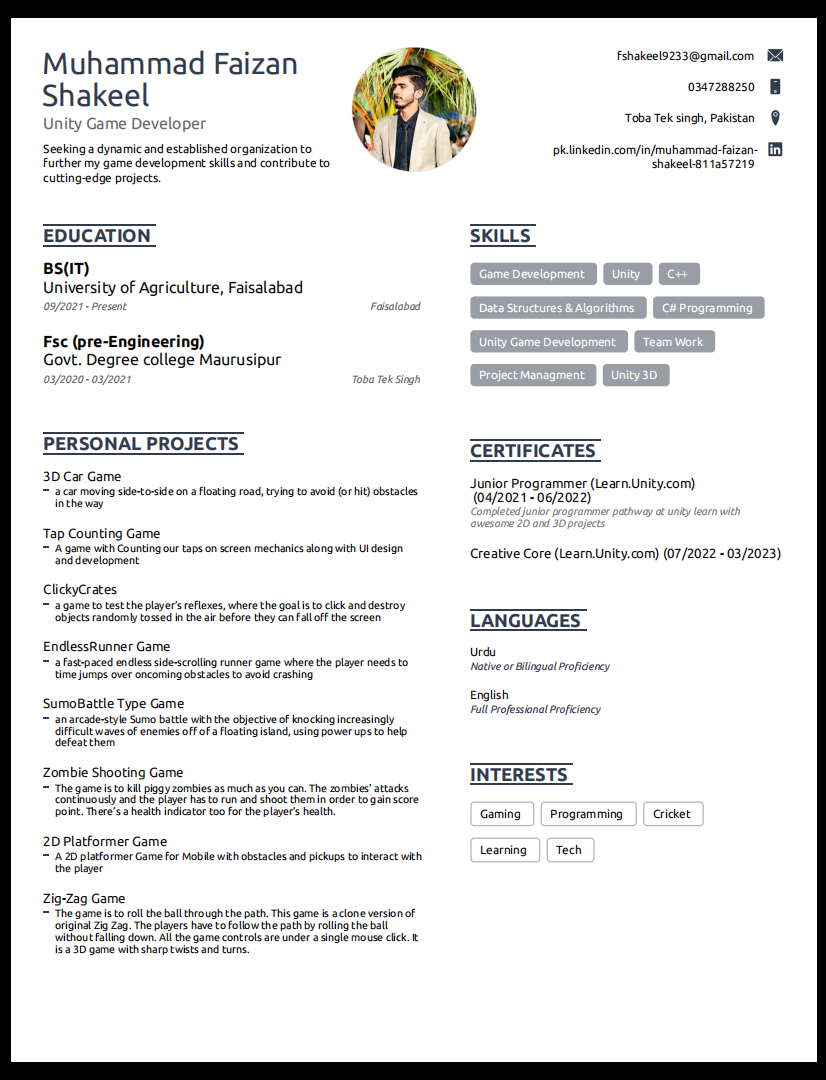 Muhammad Faizan
Shakeel
Unity Game Developer
Seeking a dynamic and established organization to
further my game development skills and contribute to
cutting-edge projects.
fshakeel9233@gmail.com
0347288250
Toba Tek singh, Pakistan
pk.linkedin.com/in/muhammad-faizan-
shakeel-811a57219
EDUCATION
BS(IT)
University of Agriculture, Faisalabad
09/2021 - Present
Faisalabad
Fsc (pre-Engineering)
Govt. Degree college Maurusipur
03/2020 - 03/2021
Toba Tek Singh
PERSONAL PROJECTS
3D Car Game
– a car moving side-to-side on a floating road, trying to avoid (or hit) obstacles
in the way
Tap Counting Game
– A game with Counting our taps on screen mechanics along with UI design
and development
ClickyCrates
– a game to test the player's reflexes, where the goal is to click and destroy
objects randomly tossed in the air before they can fall off the screen
EndlessRunner Game
– a fast-paced endless side-scrolling runner game where the player needs to
time jumps over oncoming obstacles to avoid crashing
SumoBattle Type Game
– an arcade-style Sumo battle with the objective of knocking increasingly
difficult waves of enemies off of a floating island, using power ups to help
defeat them
Zombie Shooting Game
– The game is to kill piggy zombies as much as you can. The zombies' attacks
continuously and the player has to run and shoot them in order to gain score
point. There's a health indicator too for the player's health.
2D Platformer Game
– A 2D platformer Game for Mobile with obstacles and pickups to interact with
the player
Zig-Zag Game
– The game is to roll the ball through the path. This game is a clone version of
original Zig Zag. The players have to follow the path by rolling the ball
without falling down. All the game controls are under a single mouse click. It
is a 3D game with sharp twists and turns.
SKILLS
Game Development Unity C++
Data Structures & Algorithms C# Programming
Unity Game Development Team Work
Project Managment Unity 3D
CERTIFICATES
Junior Programmer (Learn.Unity.com)
(04/2021 - 06/2022)
Completed junior programmer pathway at unity learn with
awesome 2D and 3D projects
Creative Core (Learn.Unity.com) (07/2022 - 03/2023)
LANGUAGES
Urdu
Native or Bilingual Proficiency
English
Full Professional Proficiency
INTERESTS
Gaming Programming Cricket
Learning Tech